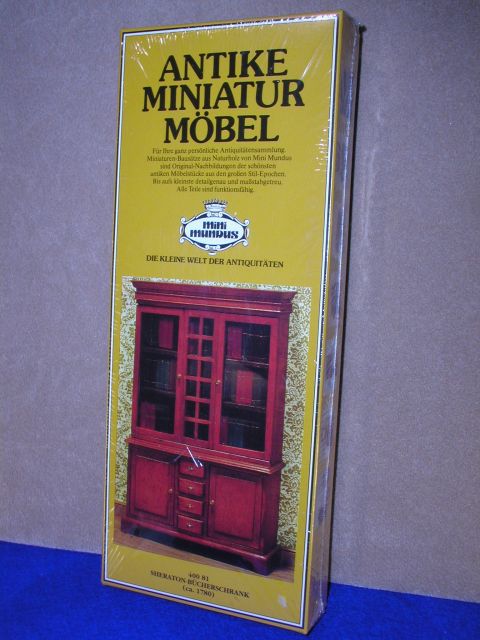 ANTIKE
MINIATUR
MÖBEL
Für Ihre ganz persönliche Antiquitätensammlung.
Miniaturen-Bausätze aus Naturholz von Mini Mundus
sind Original-Nachbildungen der schönsten
antiken Möbelstücke aus den großen Stil-Epochen.
Bis aufs kleinste detailgenau und maßstabgetreu.
Alle Teile sind funktionsfähig.
mini
mundus
DIE KLEINE WELT DER ANTIQUITÄTEN
400 81
SHERATON-BÜCHERSCHRANK
(ca. 1780)